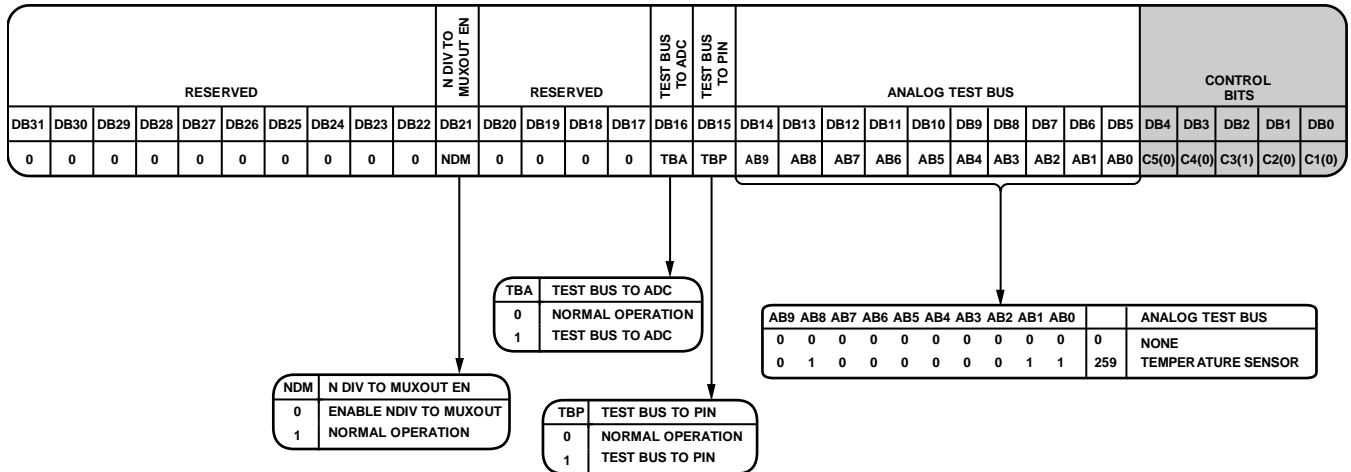 RESERVED
N DIV TO
MUXOUT EN
RESERVED
TEST BUS
TO ADC
TEST BUS
TO PIN
ANALOG TEST BUS
CONTROL
BITS
DB31 DB30 DB29 DB28 DB27 DB26 DB25 DB24 DB23 DB22 DB21 DB20 DB19 DB18 DB17 DB16 DB15 DB14 DB13 DB12 DB11 DB10 DB9 DB8 DB7 DB6 DB5 DB4 DB3 DB2 DB1 DB0
0 0 0 0 0 0 0 0 0 0 NDM 0 0 0 0 TBA TBP AB9 AB8 AB7 AB6 AB5 AB4 AB3 AB2 AB1 AB0 C5(0) C4(0) C3(1) C2(0) C1(0)
TBA TEST BUS TO ADC
0 NORMAL OPERATION
1 TEST BUS TO ADC
AB9 AB8 AB7 AB6 AB5 AB4 AB3 AB2 AB1 AB0 ANALOG TEST BUS
0 0 0 0 0 0 0 0 0 0 0 NONE
0 1 0 0 0 0 0 0 1 1 259 TEMPERATURE SENSOR
NDM N DIV TO MUXOUT EN
0 ENABLE NDIV TO MUXOUT
1 NORMAL OPERATION
TBP TEST BUS TO PIN
0 NORMAL OPERATION
1 TEST BUS TO PIN